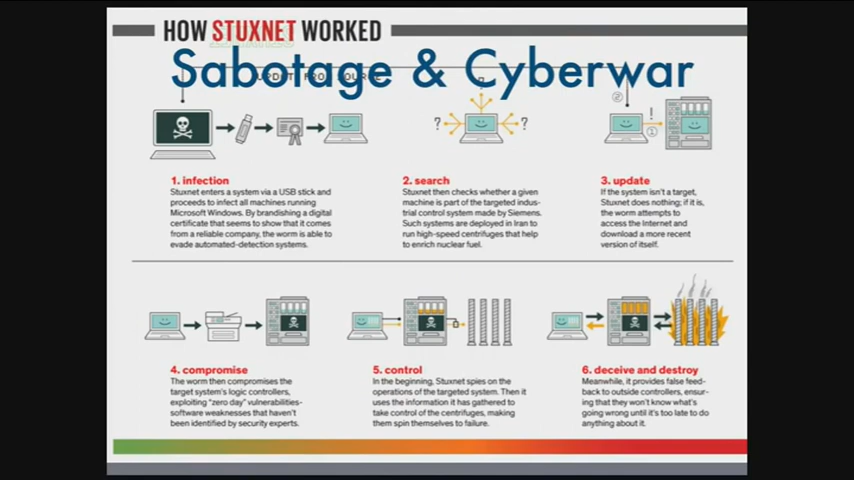 HOW STUXNET WORKED
Sabotage & Cyberwar
UPDATE FROM SOURCE
?
?
2
!
1
1. infection
Stuxnet enters a system via a USB stick and
proceeds to infect all machines running
Microsoft Windows. By brandishing a digital
certificate that seems to show that it comes
from a reliable company, the worm is able to
evade automated-detection systems.
2. search
Stuxnet then checks whether a given
machine is part of the targeted indus-
trial control system made by Siemens.
Such systems are deployed in Iran to
run high-speed centrifuges that help
to enrich nuclear fuel.
3. update
If the system isn't a target,
Stuxnet does nothing; if it is,
the worm attempts to
access the Internet and
download a more recent
version of itself.
4. compromise
The worm then compromises the
target system's logic controllers,
exploiting "zero day" vulnerabilities-
software weaknesses that haven't
been identified by security experts.
5. control
In the beginning, Stuxnet spies on the
operations of the targeted system. Then it
uses the information it has gathered to
take control of the centrifuges, making
them spin themselves to failure.
6. deceive and destroy
Meanwhile, it provides false feed-
back to outside controllers, ensur-
ing that they won't know what's
going wrong until it's too late to do
anything about it.